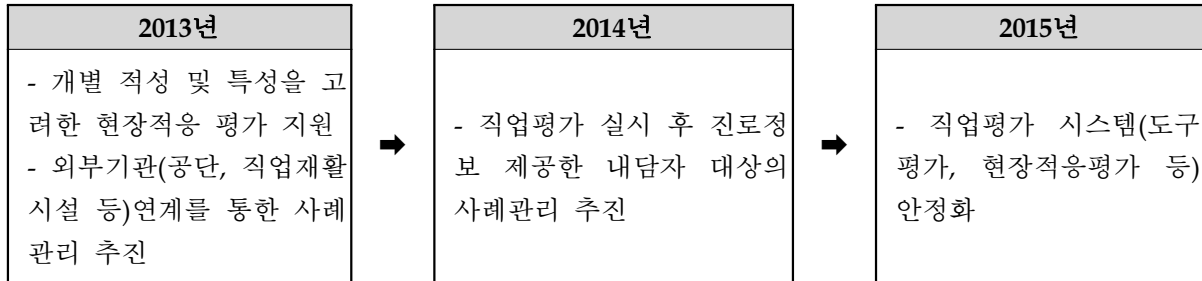 2013년
- 개별 적성 및 특성을 고
려한 현장적응 평가 지원
- 외부기관(공단, 직업재활
시설 등)연계를 통한 사례
관리 추진
➡
2014년
- 직업평가 실시 후 진로정
보 제공한 내담자 대상의
사례관리 추진
➡
2015년
- 직업평가 시스템(도구
평가, 현장적응평가 등)
안정화